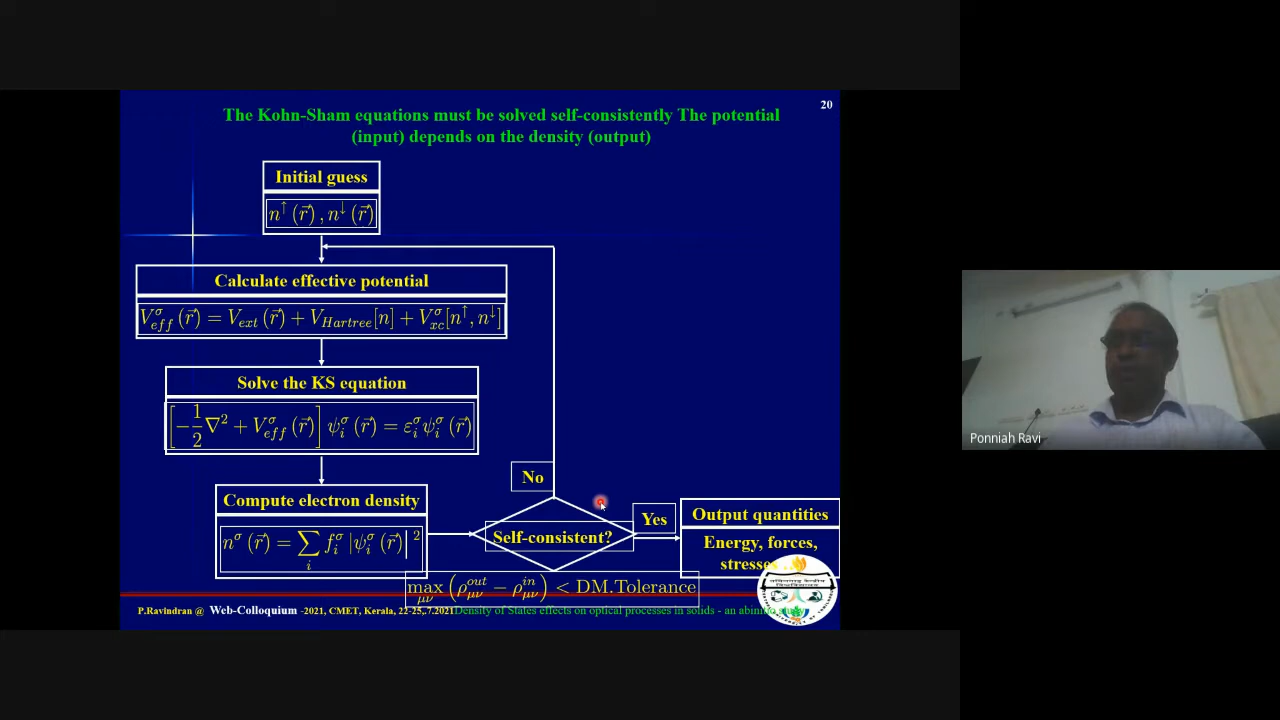 20
The Kohn-Sham equations must be solved self-consistently The potential
(input) depends on the density (output)
Initial guess
n↑(r⃗), n↓(r⃗)
Calculate effective potential
V^σ_eff(r⃗) = V_ext(r⃗) + V_Hartree[n] + V^σ_xc[n↑, n↓]
Solve the KS equation
[−1/2 ∇² + V^σ_eff(r⃗)] ψ^σ_i(r⃗) = ε^σ_i ψ^σ_i(r⃗)
No
Compute electron density
n^σ(r⃗) = ∑_i f^σ_i |ψ^σ_i(r⃗)|²
Self-consistent?
Yes
Output quantities
Energy, forces,
stresses
max_μν (ρ^out_μν − ρ^in_μν) < DM.Tolerance
P.Ravindran @ Web-Colloquium -2021, CMET, Kerala, 22-25,.7.2021 Density of States effects on optical processes in solids - an abinitio study
Ponniah Ravi